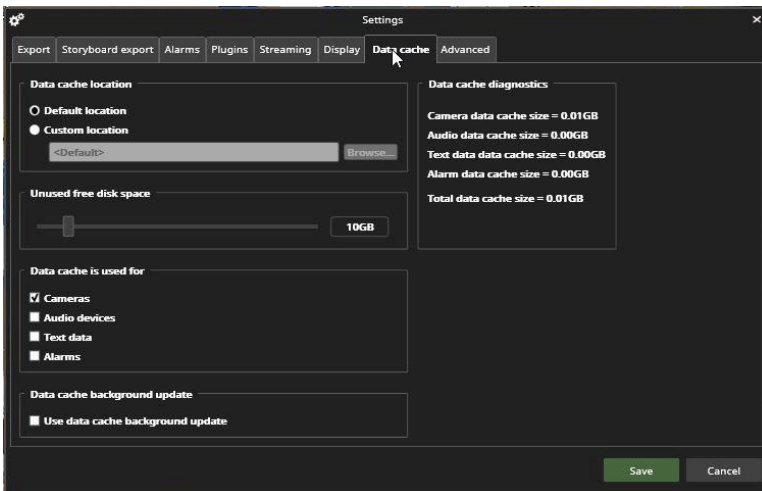 Settings
Export Storyboard export Alarms Plugins Streaming Display Data cache Advanced
Data cache location
Default location
Custom location
<Default> Browse...
Unused free disk space
10GB
Data cache is used for
Cameras
Audio devices
Text data
Alarms
Data cache background update
Use data cache background update
Data cache diagnostics
Camera data cache size = 0.01GB
Audio data cache size = 0.00GB
Text data data cache size = 0.00GB
Alarm data cache size = 0.00GB
Total data cache size = 0.01GB
Save Cancel